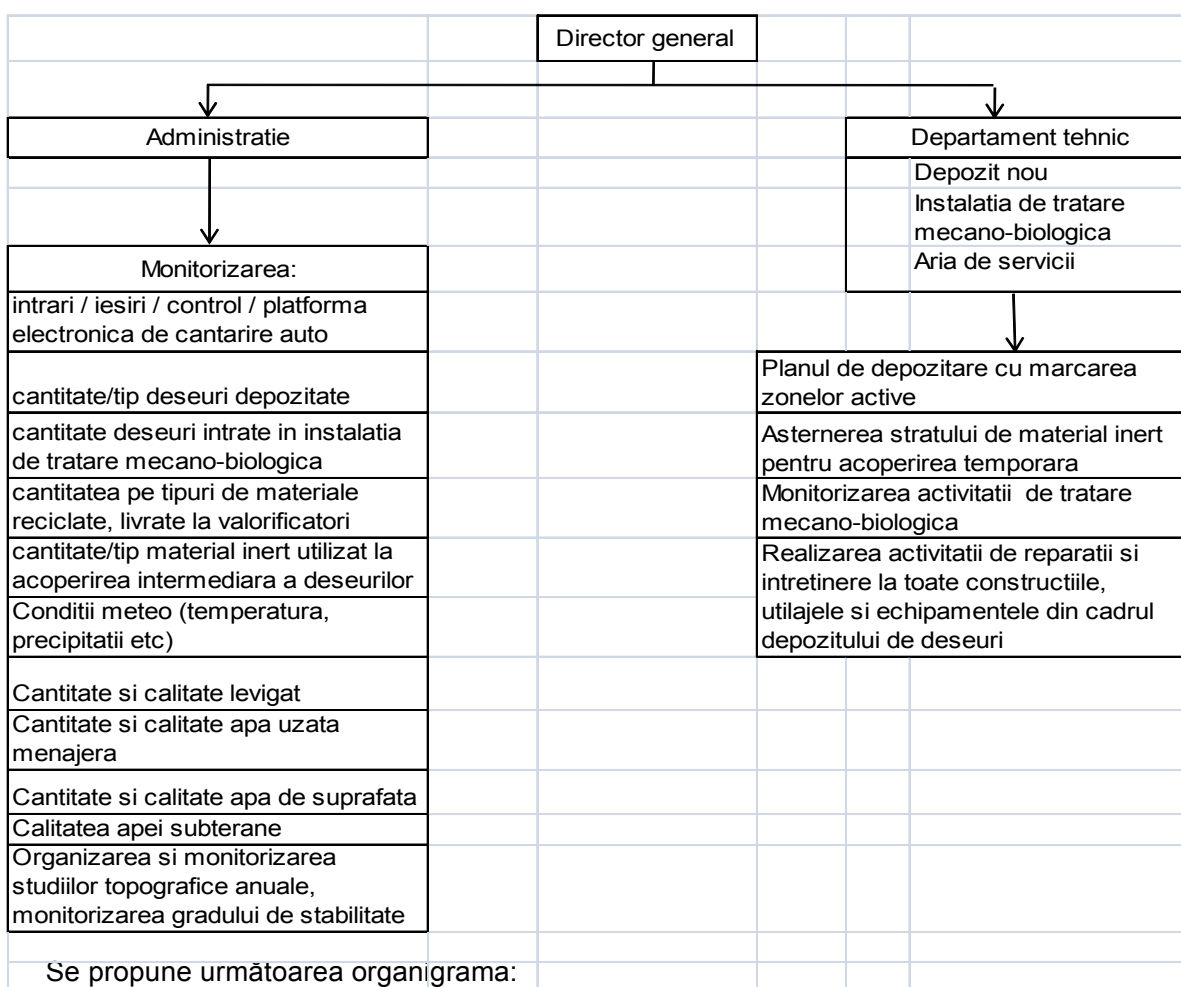 Director general
Administratie
Departament tehnic
Depozit nou
Instalatia de tratare
mecano-biologica
Aria de servicii
Monitorizarea:
intrari / iesiri / control / platforma
electronica de cantarire auto
cantitate/tip deseuri depozitate
cantitate deseuri intrate in instalatia
de tratare mecano-biologica
cantitatea pe tipuri de materiale
reciclate, livrate la valorificatori
cantitate/tip material inert utilizat la
acoperirea intermediara a deseurilor
Conditii meteo (temperatura,
precipitatii etc)
Cantitate si calitate levigat
Cantitate si calitate apa uzata
menajera
Cantitate si calitate apa de suprafata
Calitatea apei subterane
Organizarea si monitorizarea
studiilor topografice anuale,
monitorizarea gradului de stabilitate
Planul de depozitare cu marcarea
zonelor active
Asternerea stratului de material inert
pentru acoperirea temporara
Monitorizarea activitatii  de tratare
mecano-biologica
Realizarea activitatii de reparatii si
intretinere la toate constructiile,
utilajele si echipamentele din cadrul
depozitului de deseuri
Se propune următoarea organigrama: